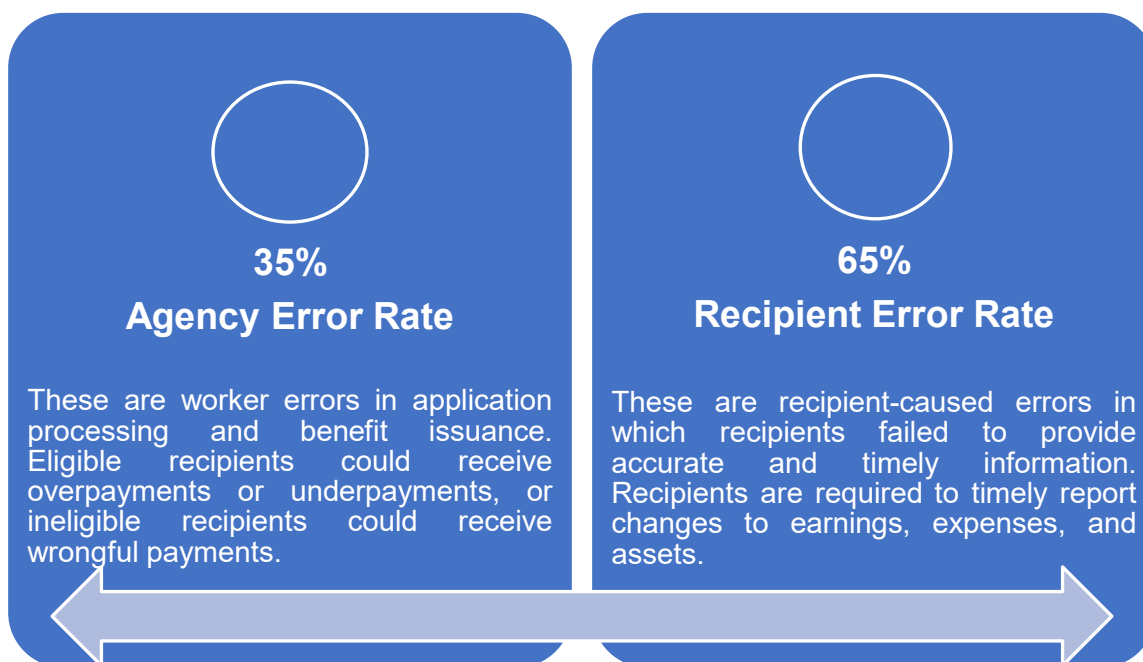 35%
Agency Error Rate
These are worker errors in application
processing and benefit issuance.
Eligible recipients could receive
overpayments or underpayments, or
ineligible recipients could receive
wrongful payments.
65%
Recipient Error Rate
These are recipient-caused errors in
which recipients failed to provide
accurate and timely information.
Recipients are required to timely report
changes to earnings, expenses, and
assets.